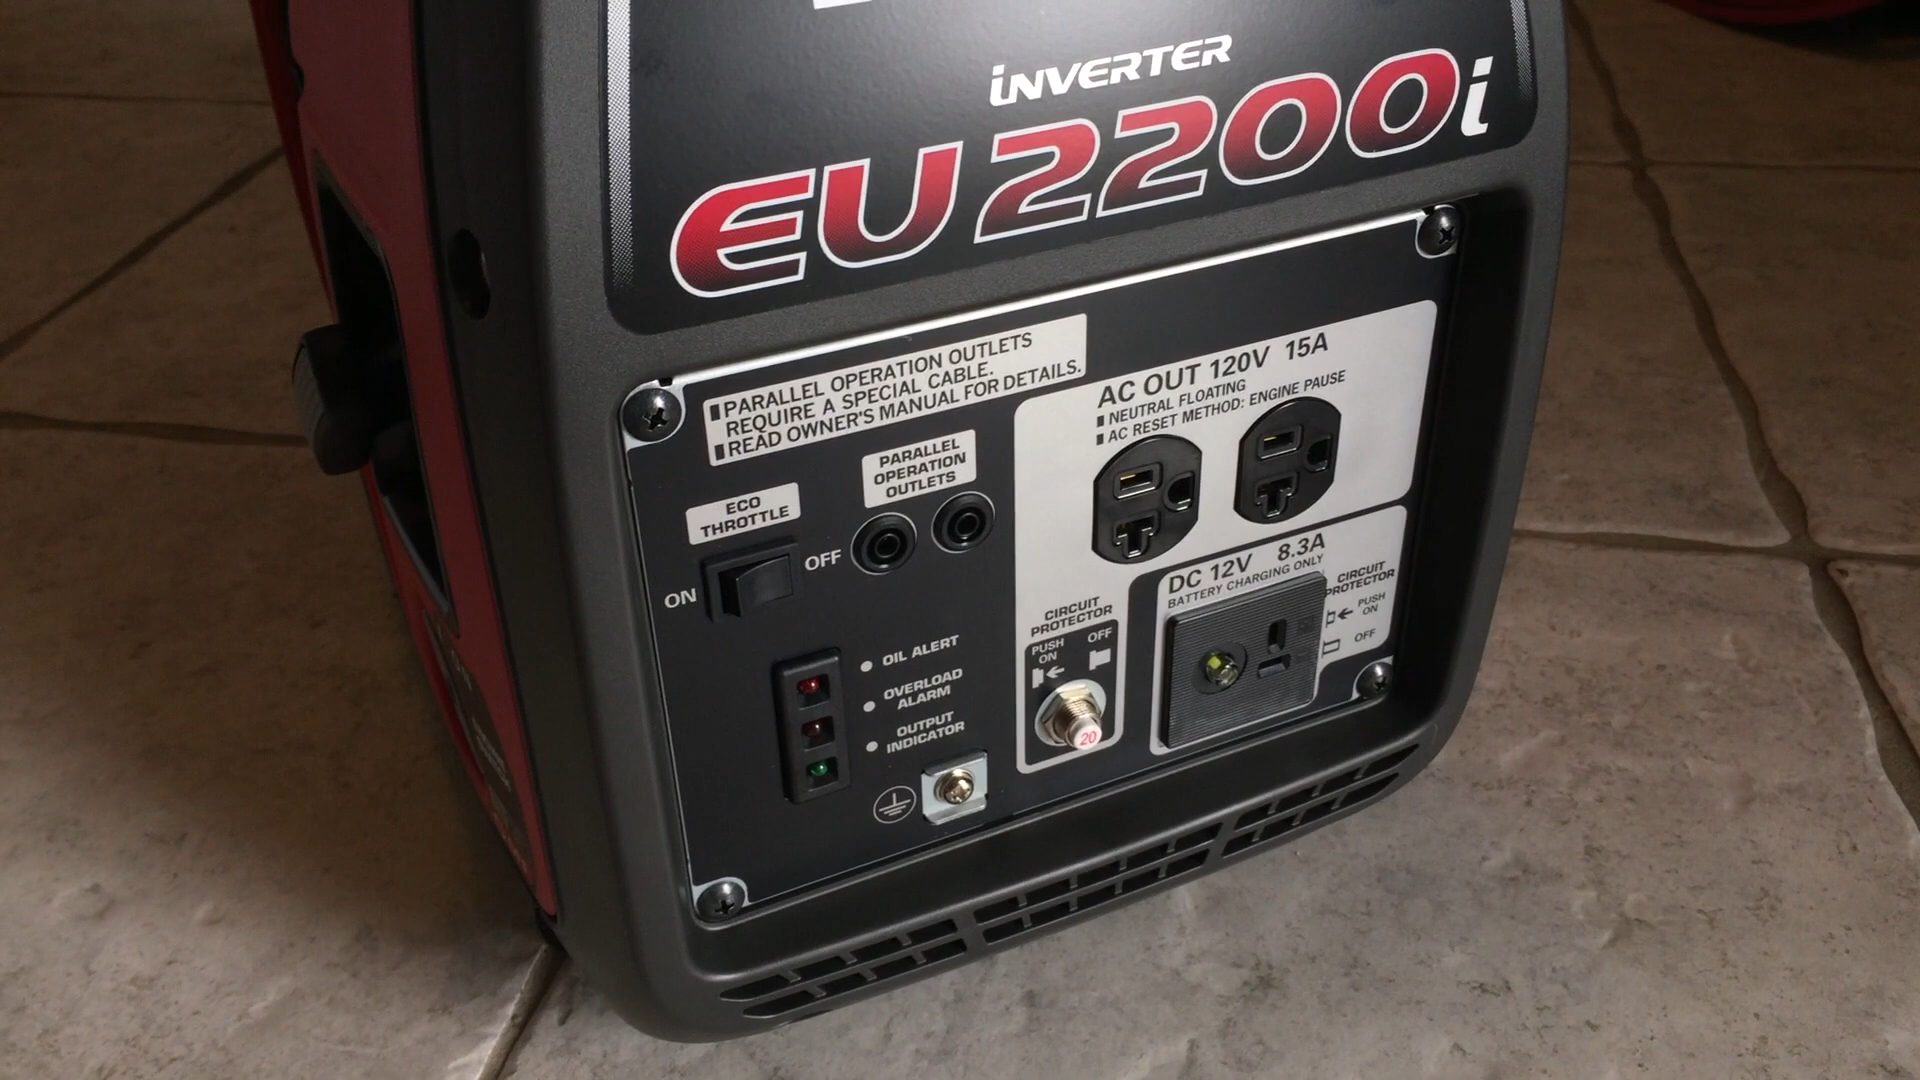 INVERTER
EU2200i
PARALLEL OPERATION OUTLETS
REQUIRE A SPECIAL CABLE.
READ OWNER'S MANUAL FOR DETAILS.
AC OUT 120V 15A
NEUTRAL FLOATING
AC RESET METHOD: ENGINE PAUSE
PARALLEL
OPERATION
OUTLETS
ECO
THROTTLE
ON
OFF
OIL ALERT
OVERLOAD
ALARM
OUTPUT
INDICATOR
CIRCUIT
PROTECTOR
PUSH
ON
OFF
20
DC 12V 8.3A
BATTERY CHARGING ONLY
CIRCUIT
PROTECTOR
PUSH
ON
OFF